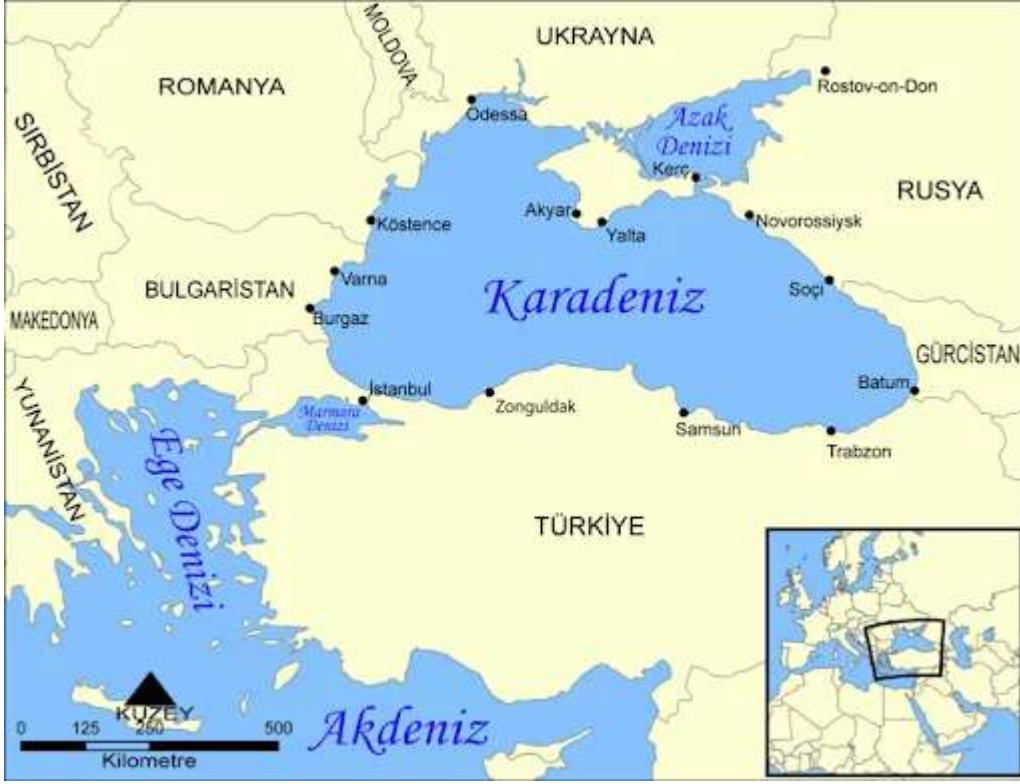 UKRAYNA
MOLDOVA
ROMANYA
Rostov-on-Don
Odessa
Azak
Denizi
SIRBİSTAN
Kerç
RUSYA
Akyar
Yalta
Novorossiysk
Köstence
Varna
BULGARİSTAN
Karadeniz
Soçi
Burgaz
MAKEDONYA
GÜRCİSTAN
İstanbul
Batum
Zonguldak
Marmara
Denizi
Samsun
Trabzon
YUNANİSTAN
Ege Denizi
TÜRKİYE
KUZEY
0 125 250 500
Kilometre
Akdeniz